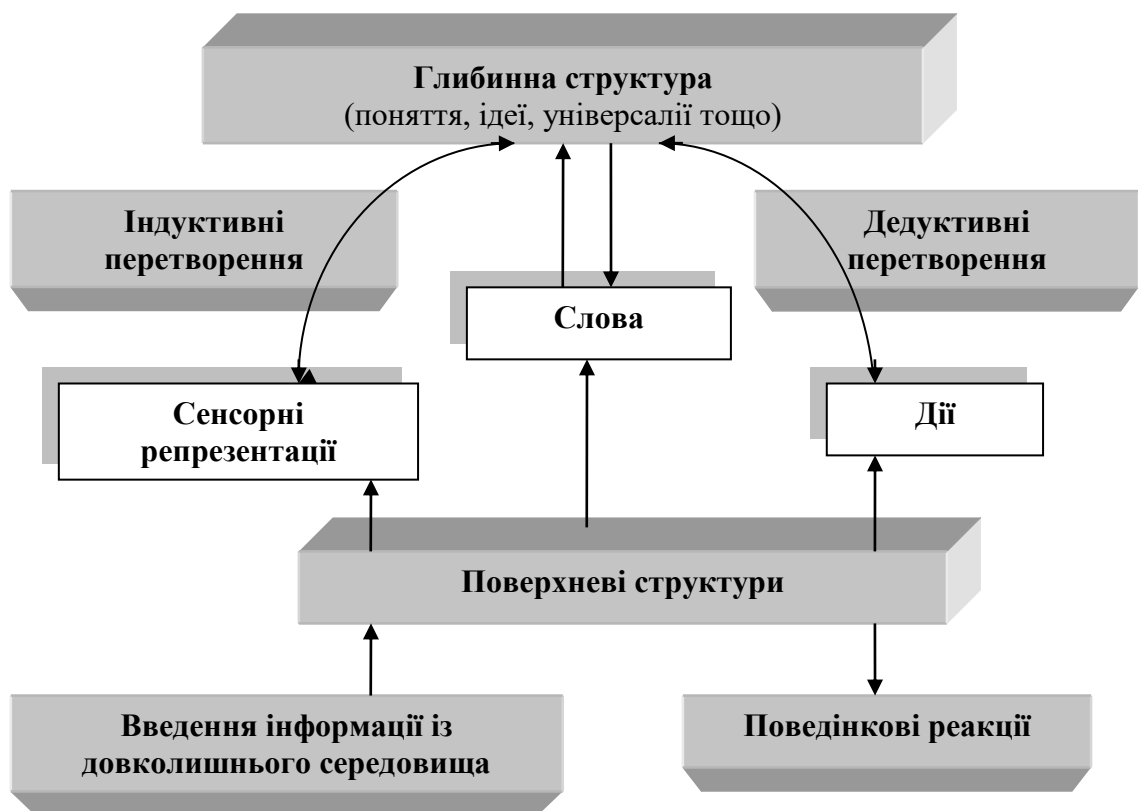 Глибинна структура
(поняття, ідеї, універсалії тощо)
Індуктивні
перетворення
Дедуктивні
перетворення
Слова
Сенсорні
репрезентації
Дії
Поверхневі структури
Введення інформації із
довколишнього середовища
Поведінкові реакції